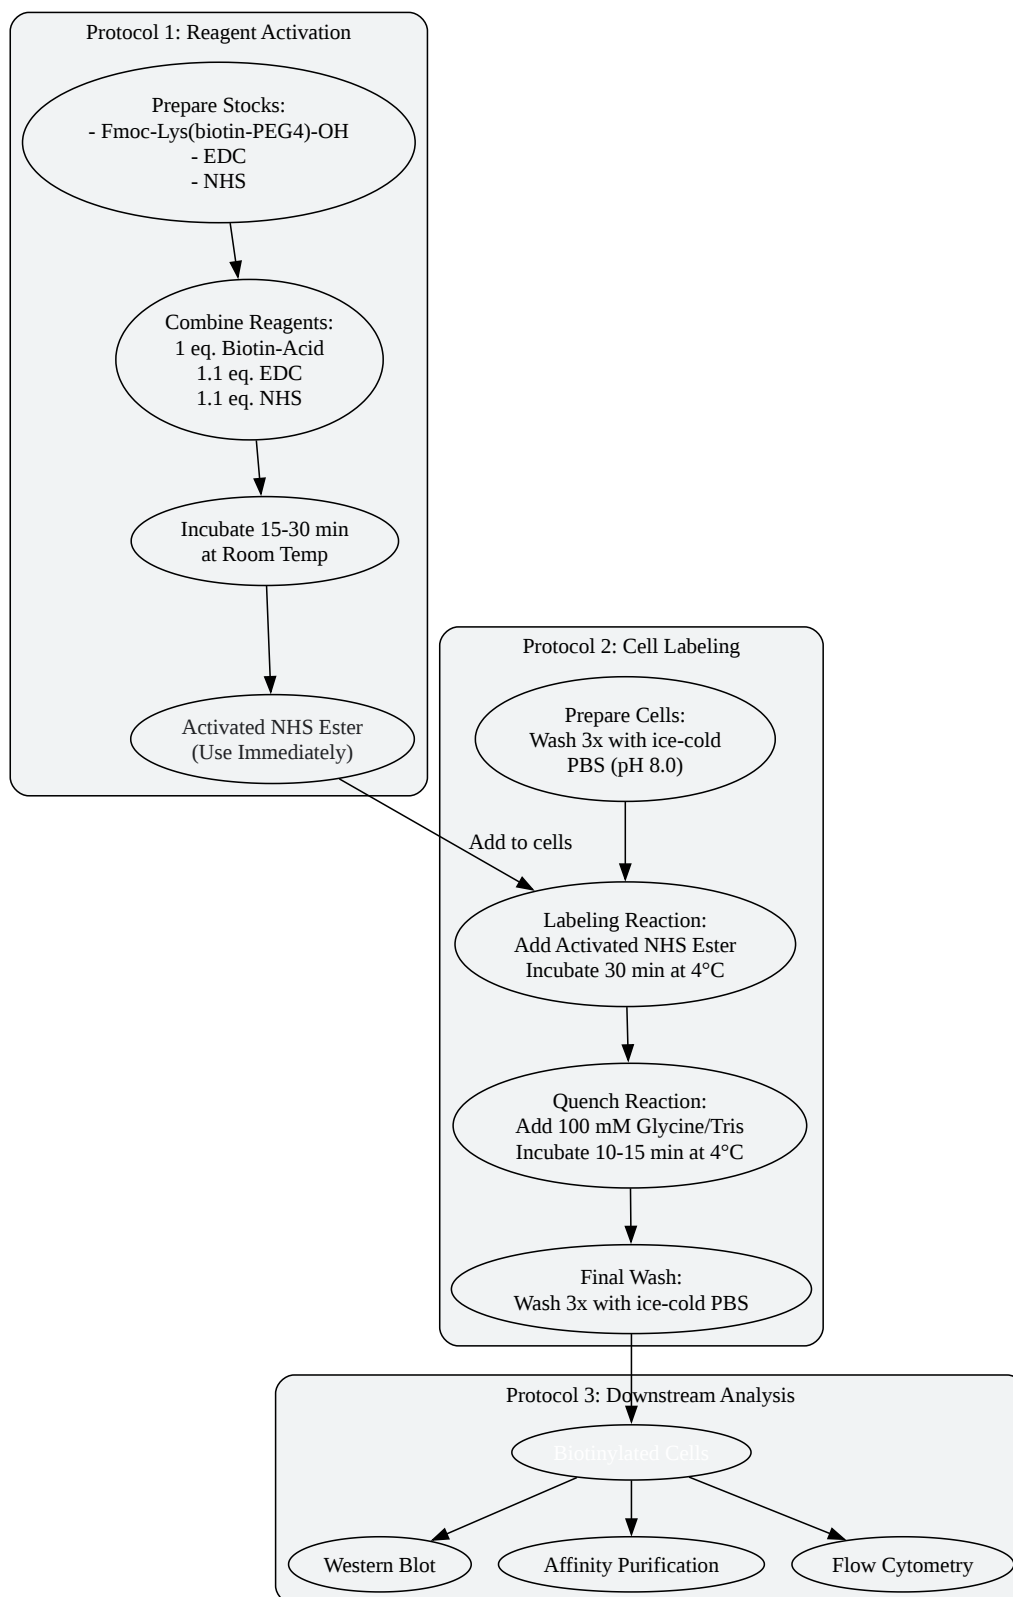 Protocol 1: Reagent Activation
Prepare Stocks:
- Fmoc-Lys(biotin-PEG4)-OH
- EDC
- NHS
Combine Reagents:
1 eq. Biotin-Acid
1.1 eq. EDC
1.1 eq. NHS
Incubate 15-30 min
at Room Temp
Activated NHS Ester
(Use Immediately)
Add to cells
Protocol 2: Cell Labeling
Prepare Cells:
Wash 3x with ice-cold
PBS (pH 8.0)
Labeling Reaction:
Add Activated NHS Ester
Incubate 30 min at 4°C
Quench Reaction:
Add 100 mM Glycine/Tris
Incubate 10-15 min at 4°C
Final Wash:
Wash 3x with ice-cold PBS
Protocol 3: Downstream Analysis
Biotinylated Cells
Western Blot
Affinity Purification
Flow Cytometry